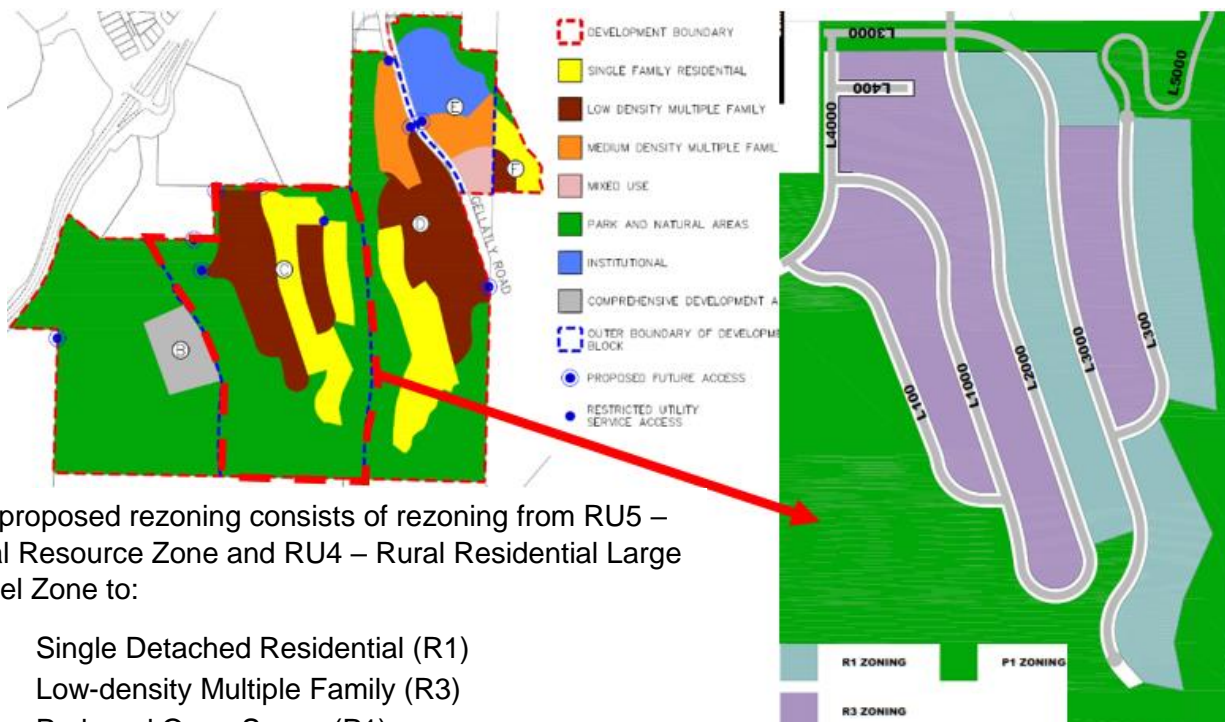 DEVELOPMENT BOUNDARY
SINGLE FAMILY RESIDENTIAL
LOW DENSITY MULTIPLE FAMILY
MEDIUM DENSITY MULTIPLE FAMIL
MIXED USE
PARK AND NATURAL AREAS
INSTITUTIONAL
COMPREHENSIVE DEVELOPMENT A
OUTER BOUNDARY OF DEVELOPME
BLOCK
PROPOSED FUTURE ACCESS
RESTRICTED UTILITY
SERVICE ACCESS
E
F
D
C
B
GELLATLY ROAD
L3000
L400
L4000
L5000
L100
L1000
L2000
L30000
L300
R1 ZONING
P1 ZONING
R3 ZONING
proposed rezoning consists of rezoning from RU5 –
al Resource Zone and RU4 – Rural Residential Large
el Zone to:
Single Detached Residential (R1)
Low-density Multiple Family (R3)